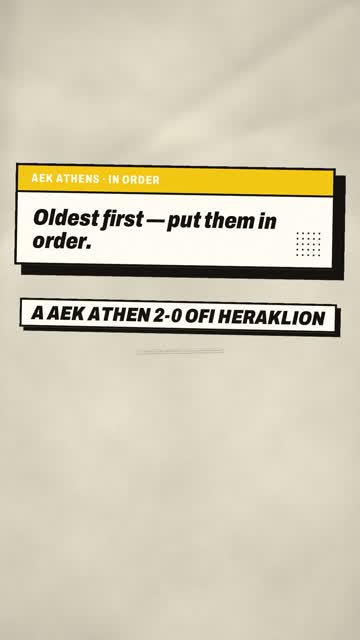 AEK ATHENS · IN ORDER
Oldest first — put them in
order.
A AEK ATHEN 2-0 OFI HERAKLION